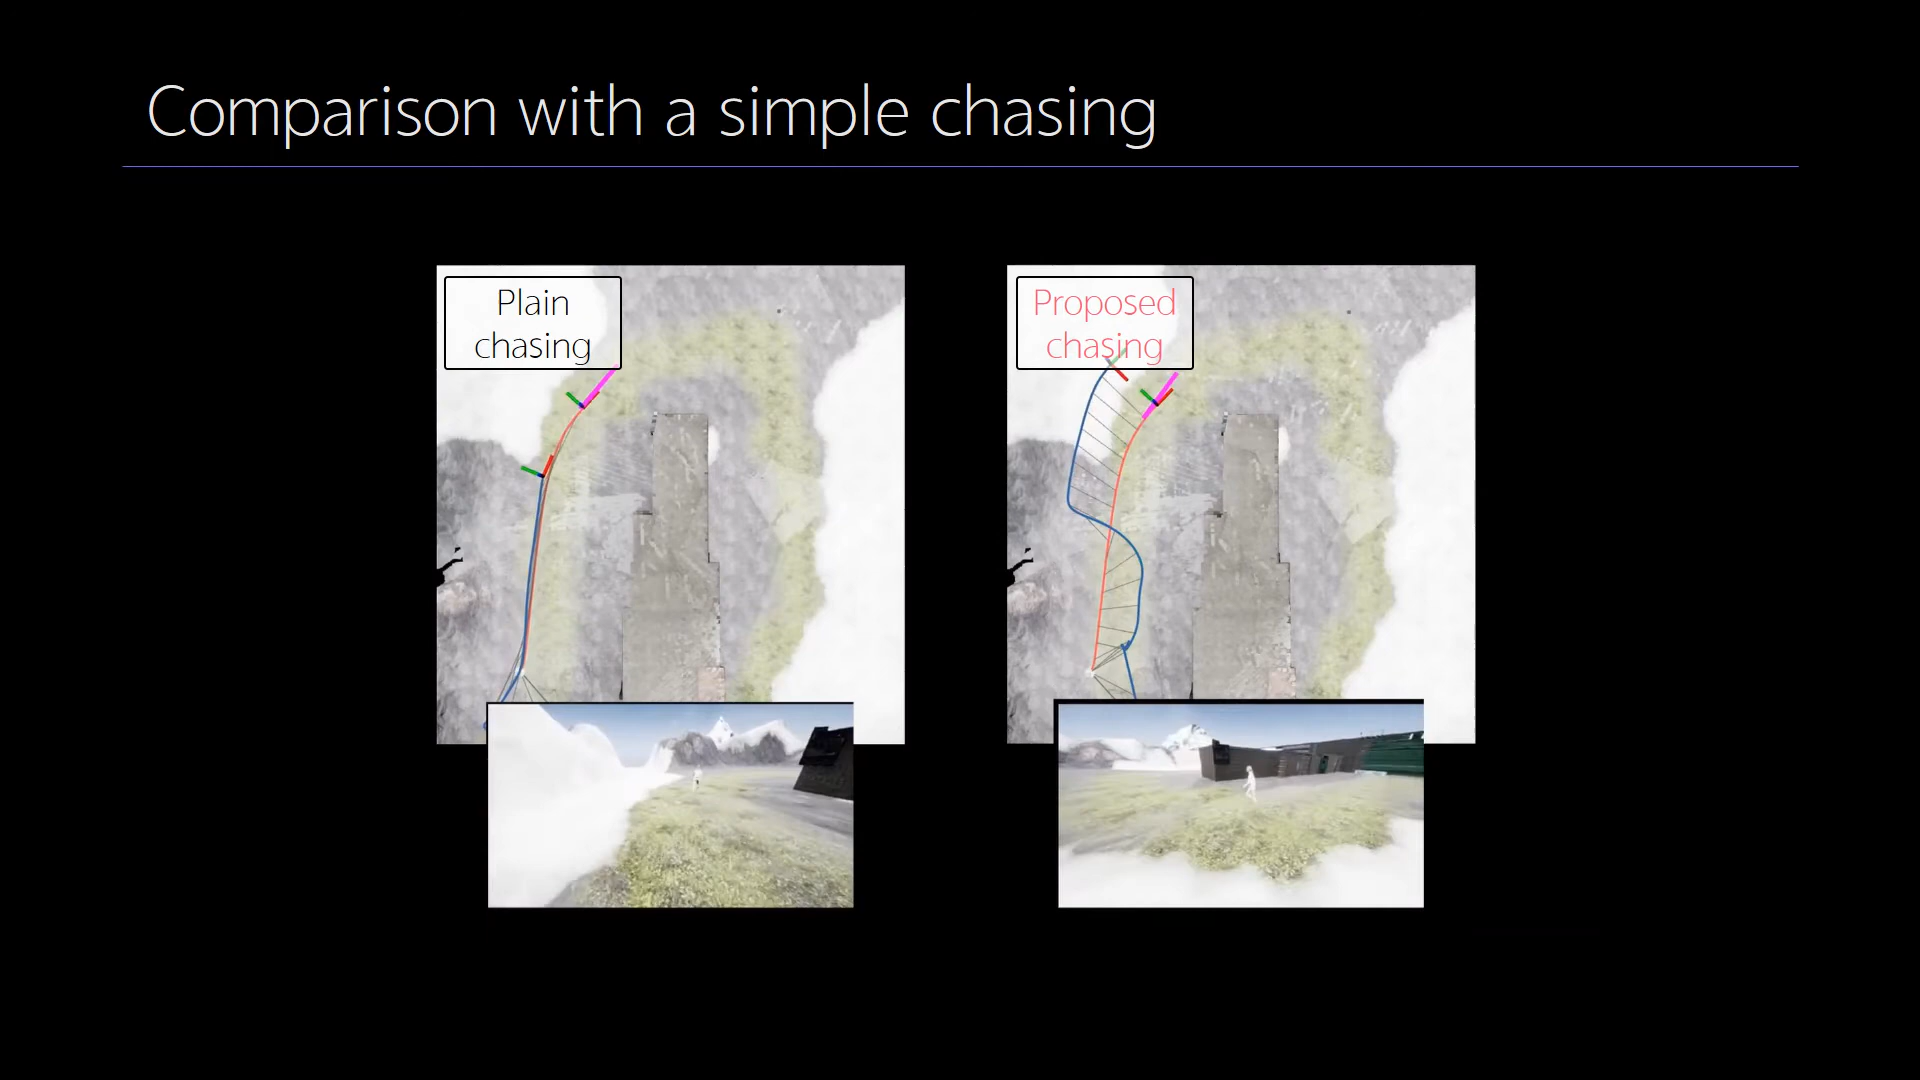 Comparison with a simple chasing
Plain
chasing
Proposed
chasing